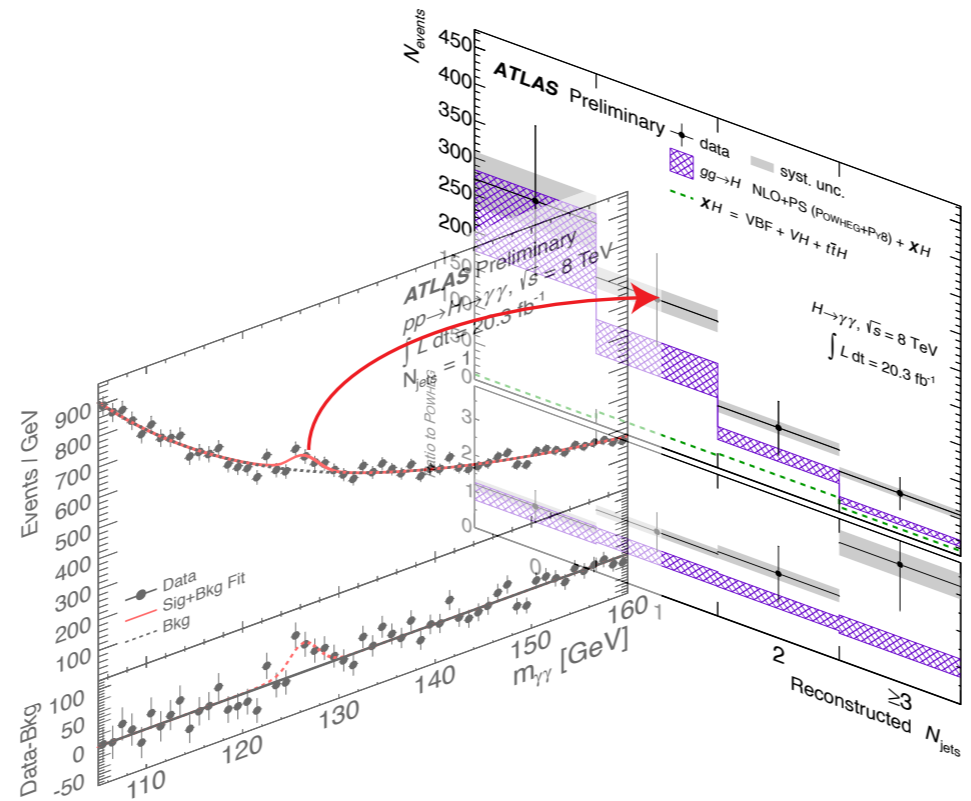 N_events
450
400
350
300
250
200
150
100
50
0
ATLAS Preliminary
data
syst. unc.
gg→H NLO+PS (POWHEG+PY8) + XH
XH = VBF + VH + tt̄H
H→γγ, √s = 8 TeV
∫ L dt = 20.3 fb⁻¹
Ratio to POWHEG
3
2
1
0
0
1
2
≥3
Reconstructed N_jets
ATLAS Preliminary
pp→H→γγ, √s = 8 TeV
∫ L dt = 20.3 fb⁻¹
N_jets = 1
Events / GeV
900
800
700
600
500
400
300
200
100
Data
Sig+Bkg Fit
Bkg
Data-Bkg
100
50
0
-50
110
120
130
140
150
160
m_γγ [GeV]